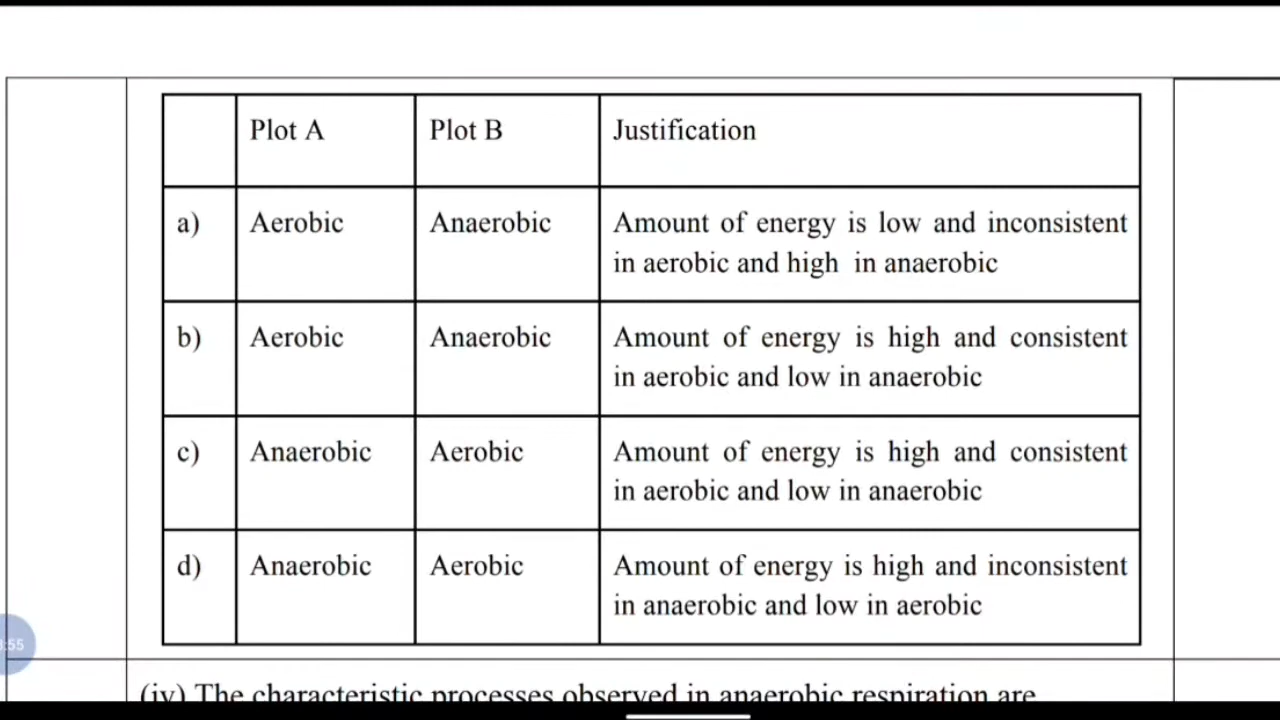 Plot A Plot B Justification
a) Aerobic Anaerobic Amount of energy is low and inconsistent
in aerobic and high in anaerobic
b) Aerobic Anaerobic Amount of energy is high and consistent
in aerobic and low in anaerobic
c) Anaerobic Aerobic Amount of energy is high and consistent
in aerobic and low in anaerobic
d) Anaerobic Aerobic Amount of energy is high and inconsistent
in anaerobic and low in aerobic
:55
(iv) The characteristic processes observed in anaerobic respiration are